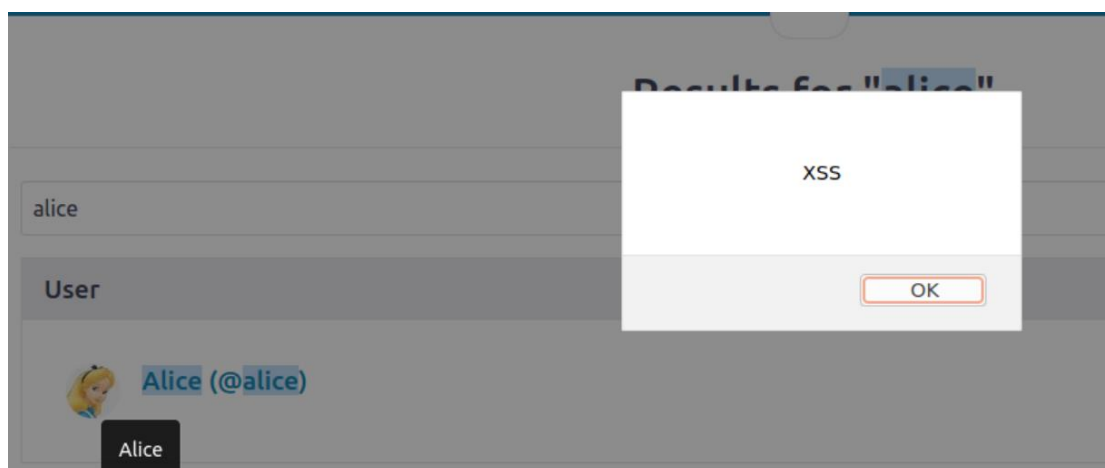 Results for "alice"
XSS
alice
OK
User
Alice (@alice)
Alice